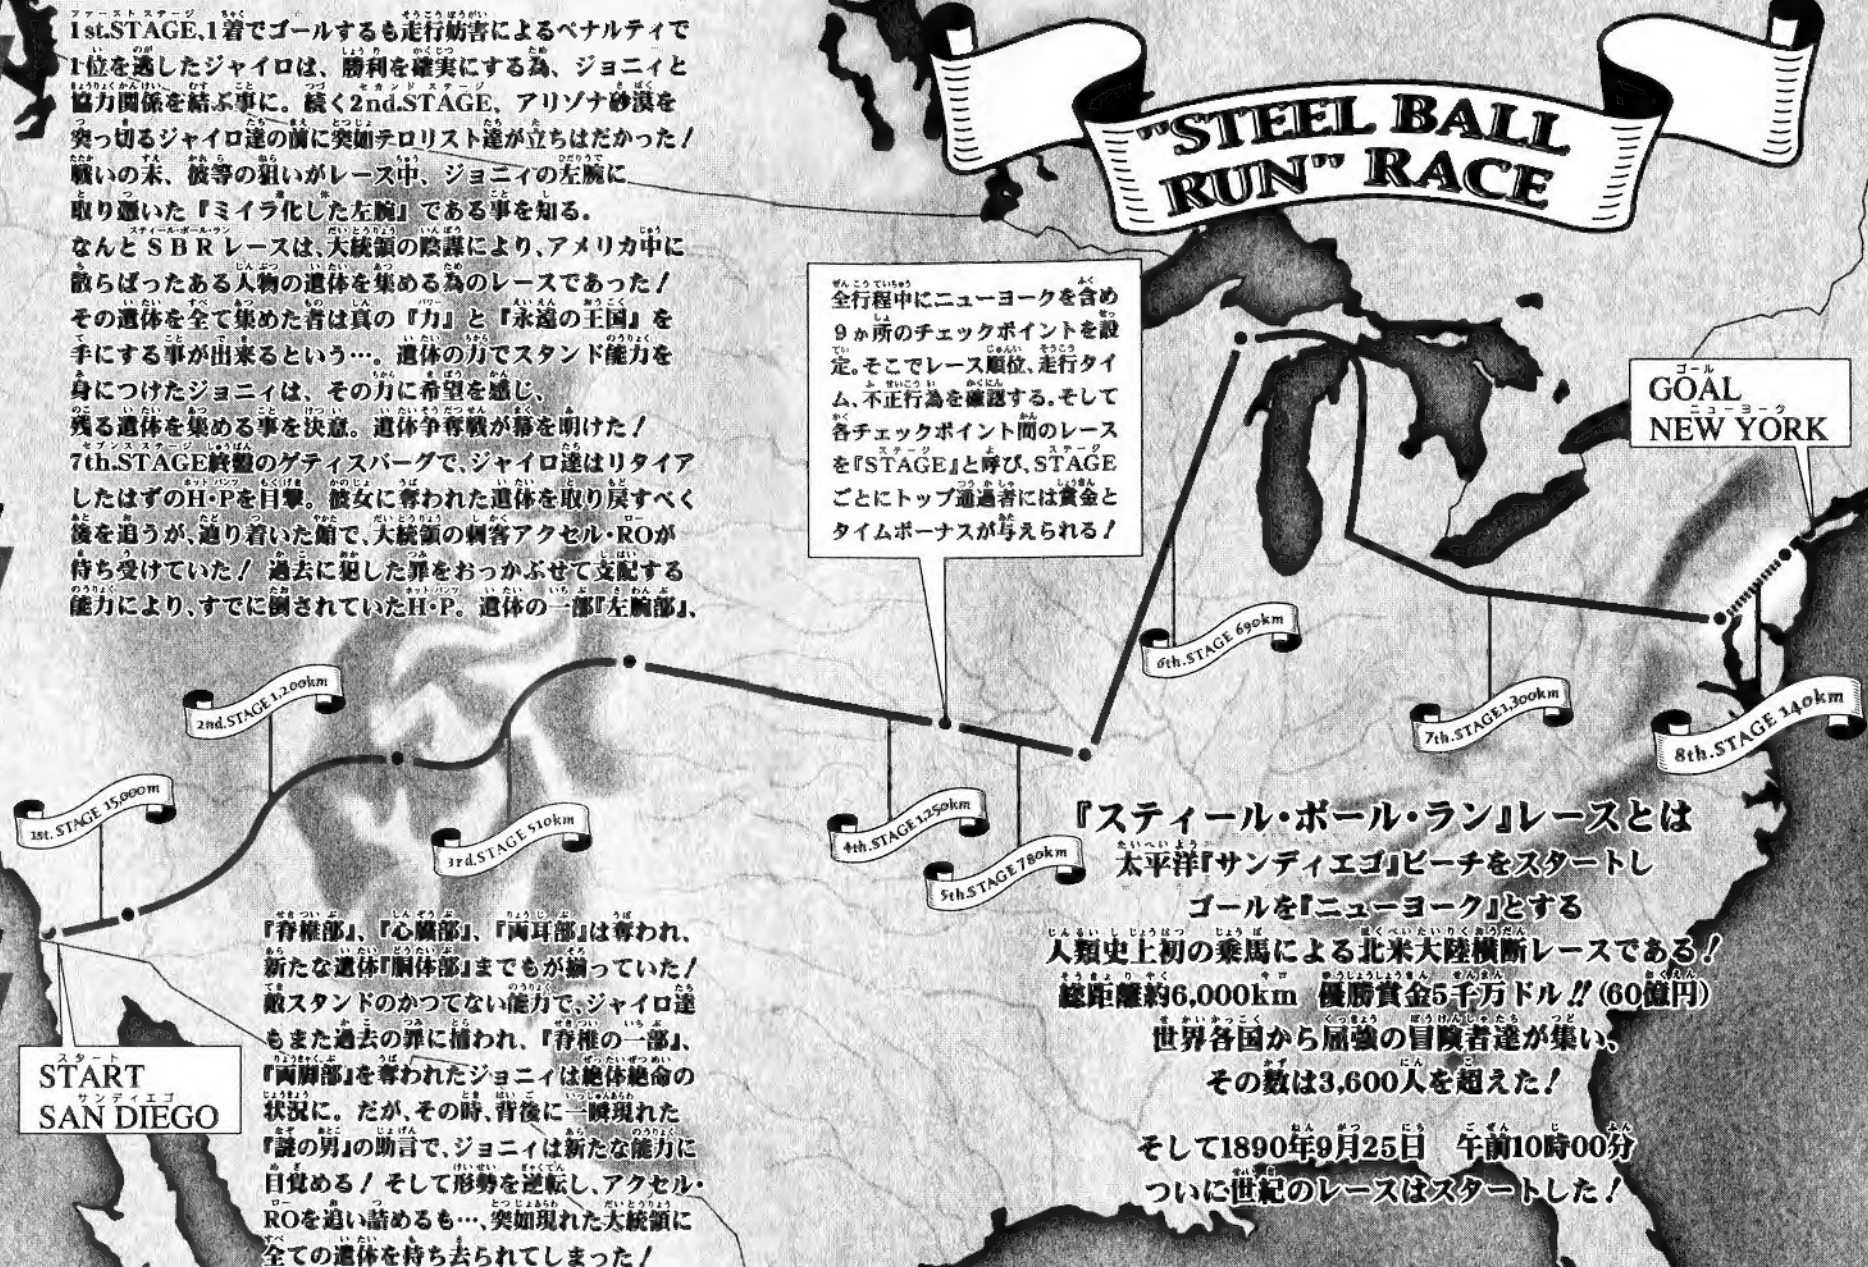 1st.STAGE、1着でゴールするも走行妨害によるペナルティで
1位を逃したジャイロは、勝利を確実にする為、ジョニィと
協力関係を結ぶ事に。続く2nd.STAGE、アリゾナ砂漠を
突っ切るジャイロ達の前に突如テロリスト達が立ちはだかった!
戦いの末、彼等の狙いがレース中、ジョニィの左腕に
取り憑いた『ミイラ化した左腕』である事を知る。
なんとSBRレースは、大統領の陰謀により、アメリカ中に
散らばったある人物の遺体を集める為のレースであった!
その遺体を全て集めた者は真の『力』と『永遠の王国』を
手にする事が出来るという…。遺体の力でスタンド能力を
身につけたジョニィは、その力に希望を感じ、
残る遺体を集める事を決意。遺体争奪戦が幕を明けた!
7th.STAGE終盤のゲティスバーグで、ジャイロ達はリタイア
したはずのH・Pを目撃。彼女に奪われた遺体を取り戻すべく
後を追うが、辿り着いた館で、大統領の刺客アクセル・ROが
待ち受けていた! 過去に犯した罪をおっかぶせて支配する
能力により、すでに倒されていたH・P。遺体の一部『左腕部』、
『脊椎部』、『心臓部』、『両耳部』は奪われ、
新たな遺体『胴体部』までもが揃っていた!
敵スタンドのかつてない能力で、ジャイロ達
もまた過去の罪に捕われ、『脊椎の一部』、
『両脚部』を奪われたジョニィは絶体絶命の
状況に。だが、その時、背後に一瞬現れた
『謎の男』の助言で、ジョニィは新たな能力に
目覚める! そして形勢を逆転し、アクセル・
ROを追い詰めるも…、突如現れた大統領に
全ての遺体を持ち去られてしまった!
"STEEL BALL
RUN" RACE
全行程中にニューヨークを含め
9ヵ所のチェックポイントを設
定。そこでレース順位、走行タイ
ム、不正行為を確認する。そして
各チェックポイント間のレース
を『STAGE』と呼び、STAGE
ごとにトップ通過者には賞金と
タイムボーナスが与えられる!
GOAL
NEW YORK
1st.STAGE 15,000m
2nd.STAGE 1,200km
3rd.STAGE 510km
4th.STAGE 1,250km
5th.STAGE 780km
6th.STAGE 690km
7th.STAGE 1,300km
8th.STAGE 140km
START
SAN DIEGO
『スティール・ボール・ラン』レースとは
太平洋『サンディエゴ』ビーチをスタートし
ゴールを『ニューヨーク』とする
人類史上初の乗馬による北米大陸横断レースである!
総距離約6,000km 優勝賞金5千万ドル!!(60億円)
世界各国から屈強の冒険者達が集い、
その数は3,600人を超えた!
そして1890年9月25日 午前10時00分
ついに世紀のレースはスタートした!